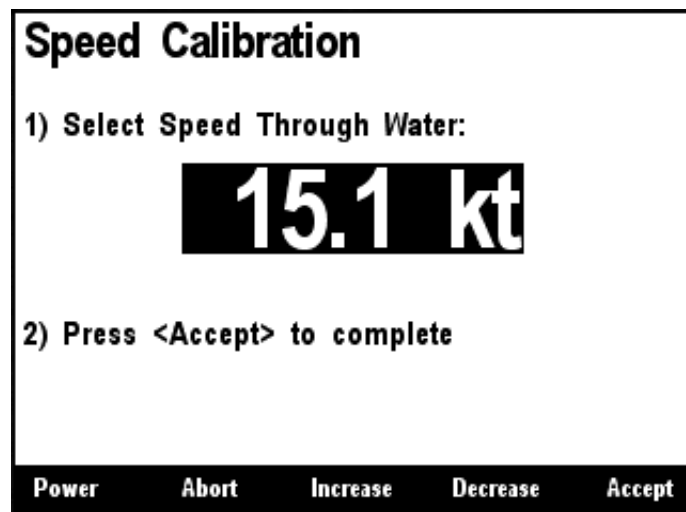 Speed Calibration
1) Select Speed Through Water:
15.1 kt
2) Press <Accept> to complete
Power Abort Increase Decrease Accept